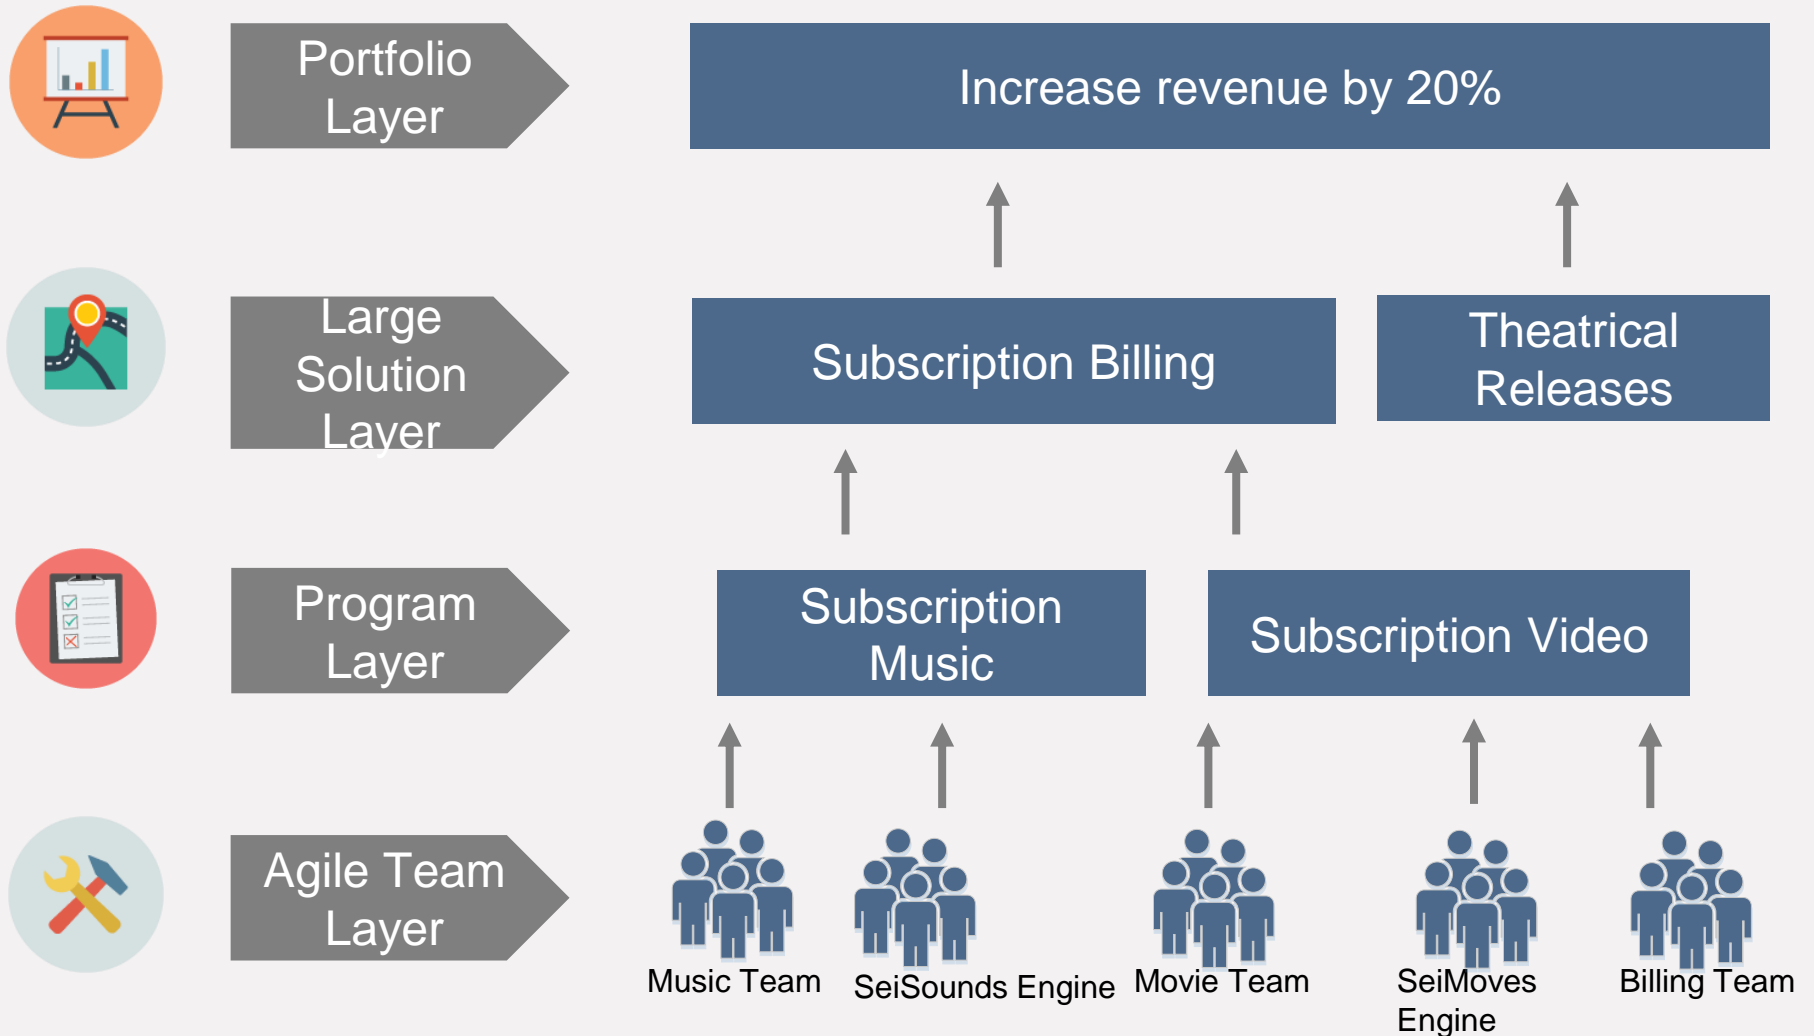 Portfolio
Layer
Increase revenue by 20%
Large
Solution
Layer
Subscription Billing
Theatrical
Releases
Program
Layer
Subscription
Music
Subscription Video
Agile Team
Layer
Music Team
SeiSounds Engine
Movie Team
SeiMoves
Engine
Billing Team